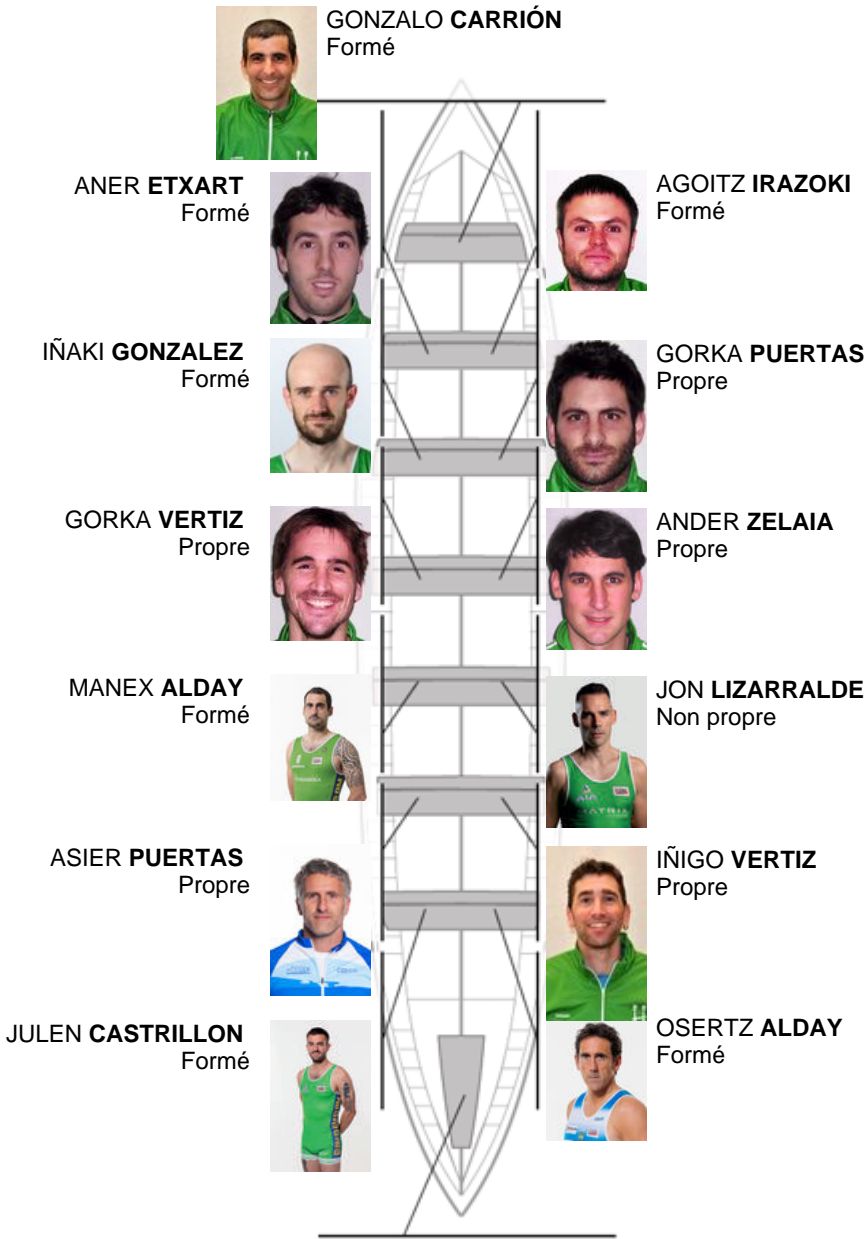 GONZALO CARRIÓN
Formé
ANER ETXART
Formé
AGOITZ IRAZOKI
Formé
IÑAKI GONZALEZ
Formé
GORKA PUERTAS
Propre
GORKA VERTIZ
Propre
ANDER ZELAIA
Propre
MANEX ALDAY
Formé
JON LIZARRALDE
Non propre
ASIER PUERTAS
Propre
IÑIGO VERTIZ
Propre
JULEN CASTRILLON
Formé
OSERTZ ALDAY
Formé